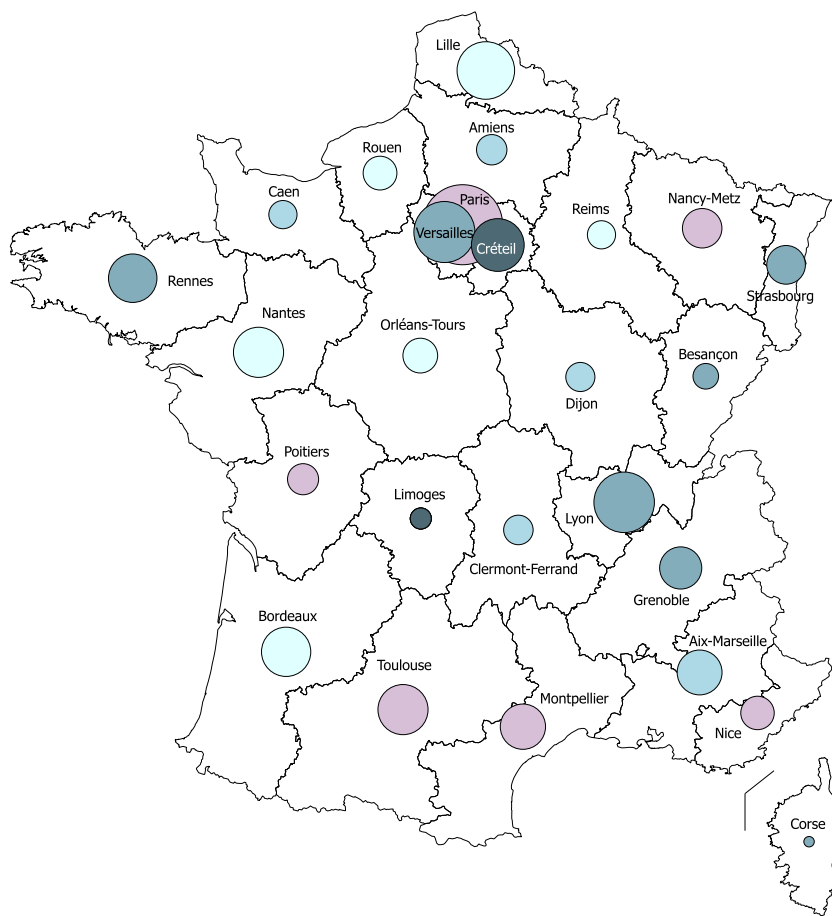 Lille
Amiens
Rouen
Caen
Paris
Nancy-Metz
Reims
Versailles
Créteil
Rennes
Strasbourg
Nantes
Orléans-Tours
Besançon
Dijon
Poitiers
Limoges
Lyon
Clermont-Ferrand
Grenoble
Bordeaux
Aix-Marseille
Toulouse
Montpellier
Nice
Corse